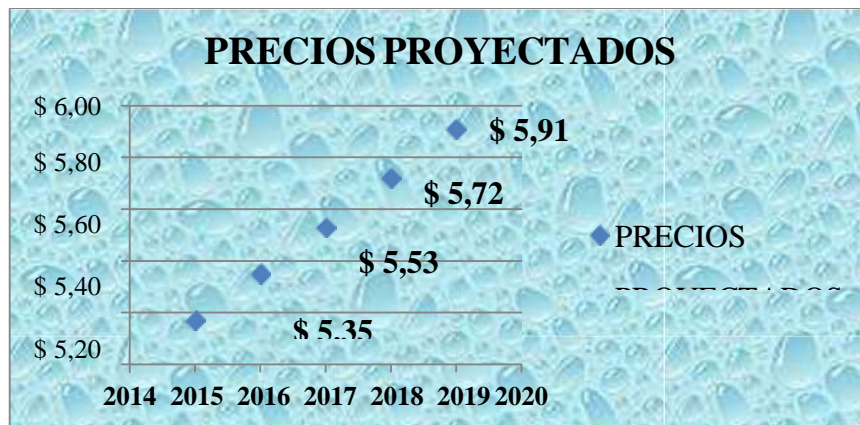 PRECIOS PROYECTADOS
$ 6,00
$ 5,91
$ 5,80
$ 5,72
$ 5,60
PRECIOS
$ 5,53
$ 5,40
PROYECTADOS
$ 5,35
$ 5,20
2014 2015 2016 2017 2018 2019 2020